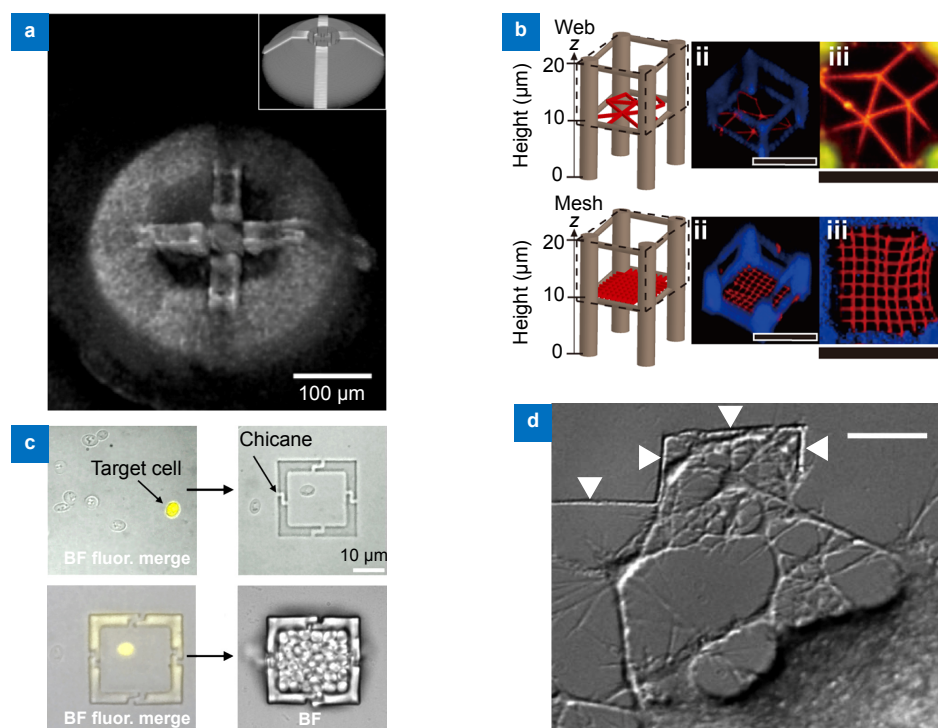 a
100 µm
b
Web
z
20
10
0
Height (µm)
ii
iii
Mesh
z
20
10
0
Height (µm)
ii
iii
c
Target cell
BF fluor. merge
Chicane
10 µm
BF fluor. merge
BF
d